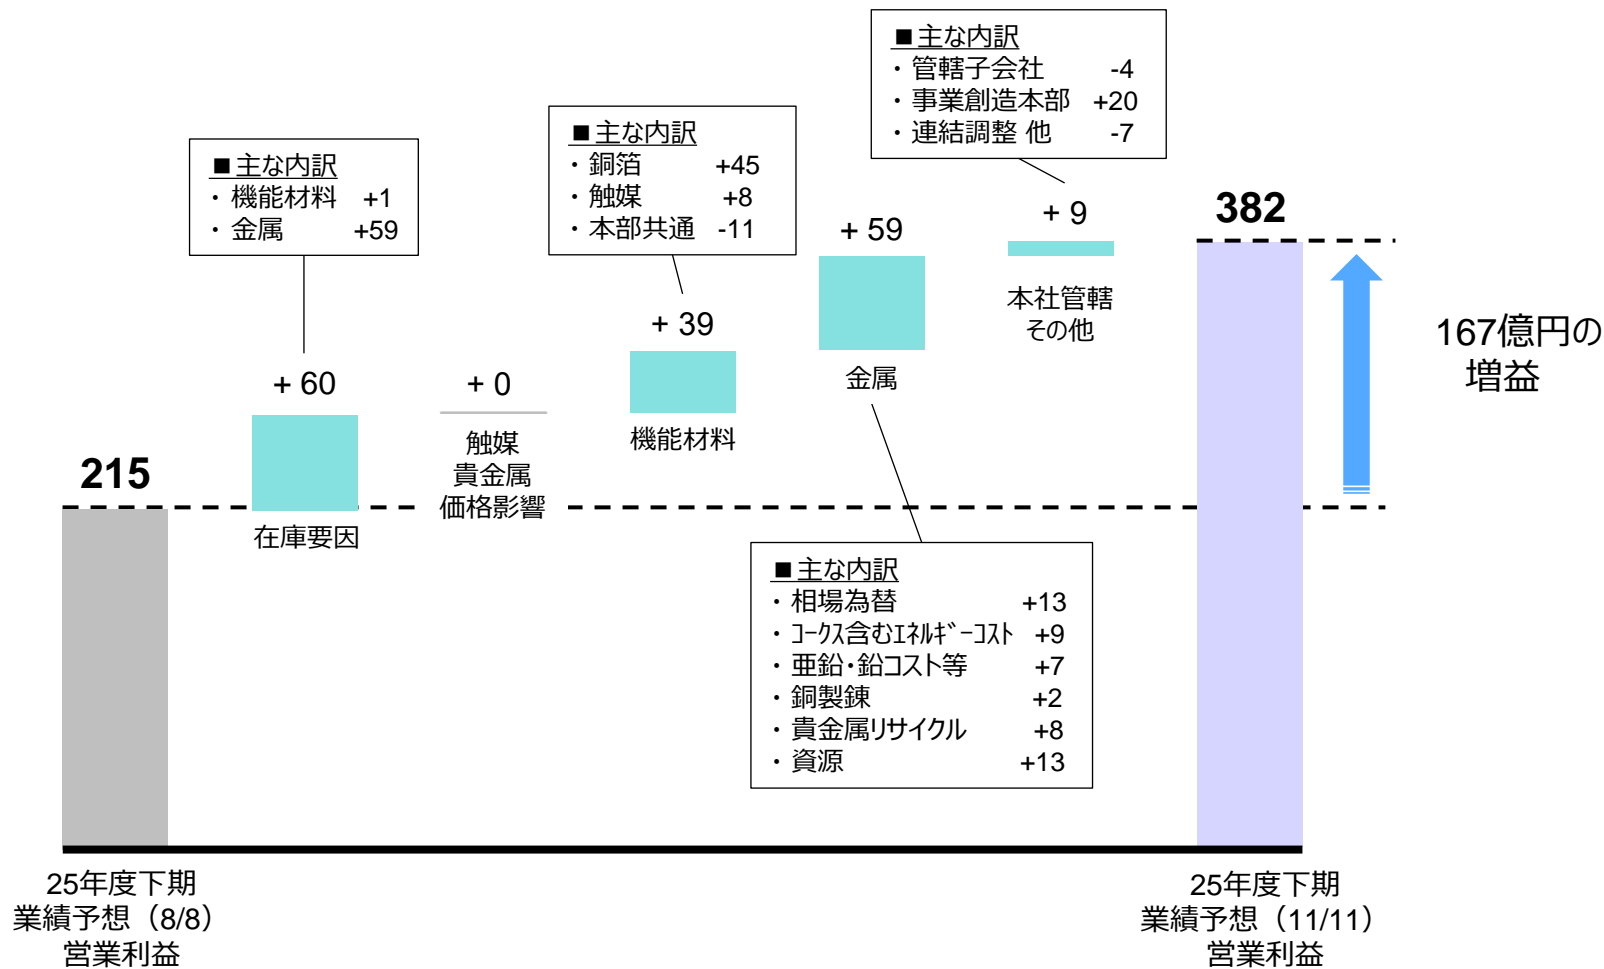 ■主な内訳
・管轄子会社 -4
・事業創造本部 +20
・連結調整 他 -7
■主な内訳
・銅箔 +45
・触媒 +8
・本部共通 -11
■主な内訳
・機能材料 +1
・金属 +59
215
+ 60
在庫要因
+ 0
触媒
貴金属
価格影響
+ 39
機能材料
+ 59
金属
+ 9
本社管轄
その他
382
167億円の
増益
■主な内訳
・相場為替 +13
・ｺｰｸｽ含むｴﾈﾙｷﾞｰｺｽﾄ +9
・亜鉛・鉛コスト等 +7
・銅製錬 +2
・貴金属リサイクル +8
・資源 +13
25年度下期
業績予想（8/8）
営業利益
25年度下期
業績予想（11/11）
営業利益